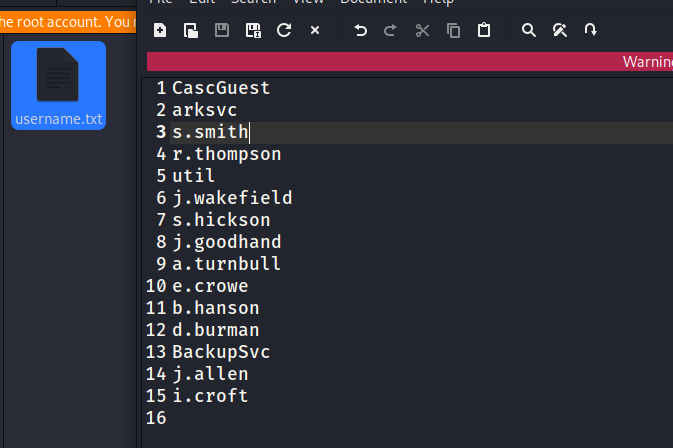 File Edit Search View Document Help
he root account. You
Warnin
username.txt
1 CascGuest
2 arksvc
3 s.smith
4 r.thompson
5 util
6 j.wakefield
7 s.hickson
8 j.goodhand
9 a.turnbull
10 e.crowe
11 b.hanson
12 d.burman
13 BackupSvc
14 j.allen
15 i.croft
16